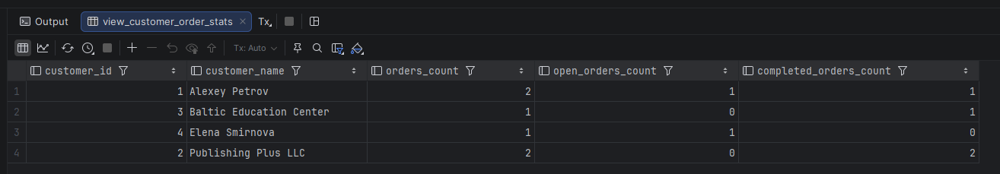 Output view_customer_order_stats Tx
Tx: Auto
customer_id customer_name orders_count open_orders_count completed_orders_count
1 1 Alexey Petrov 2 1 1
2 3 Baltic Education Center 1 0 1
3 4 Elena Smirnova 1 1 0
4 2 Publishing Plus LLC 2 0 2